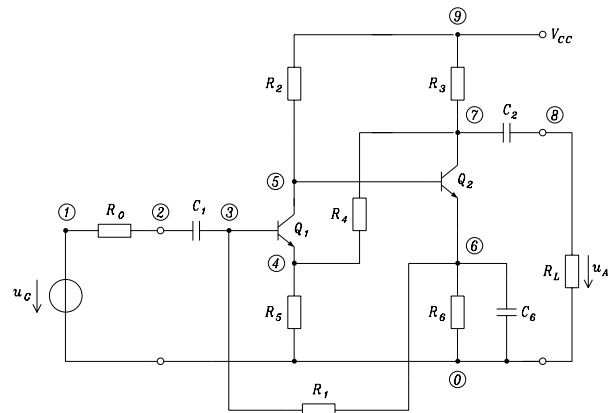 ⑨
V_CC
R_2
R_3
C_2
⑦
⑧
⑤
Q_2
①
R_0
②
C_1
③
R_4
Q_1
④
⑥
u_G
R_5
R_6
C_6
R_L
u_A
R_1
⓪